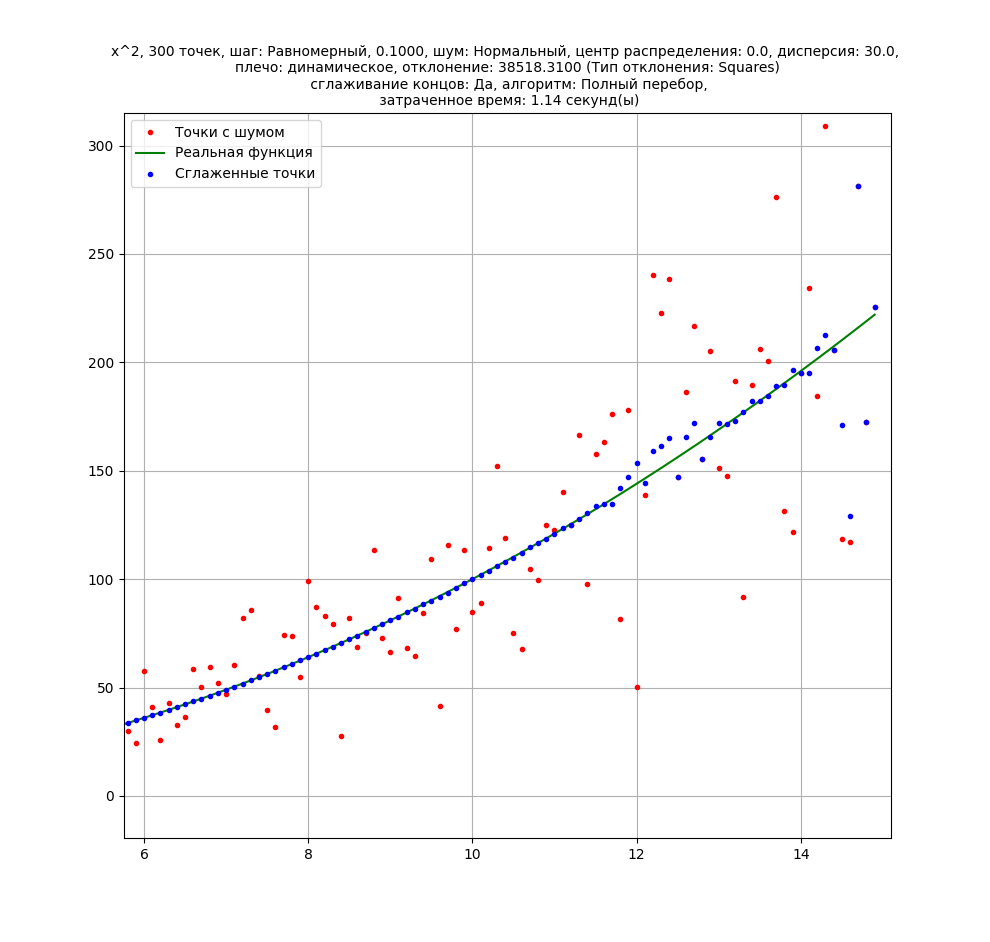 x^2, 300 точек, шаг: Равномерный, 0.1000, шум: Нормальный, центр распределения: 0.0, дисперсия: 30.0,
плечо: динамическое, отклонение: 38518.3100 (Тип отклонения: Squares)
сглаживание концов: Да, алгоритм: Полный перебор,
затраченное время: 1.14 секунд(ы)
Точки с шумом
Реальная функция
Сглаженные точки
300
250
200
150
100
50
0
6 8 10 12 14